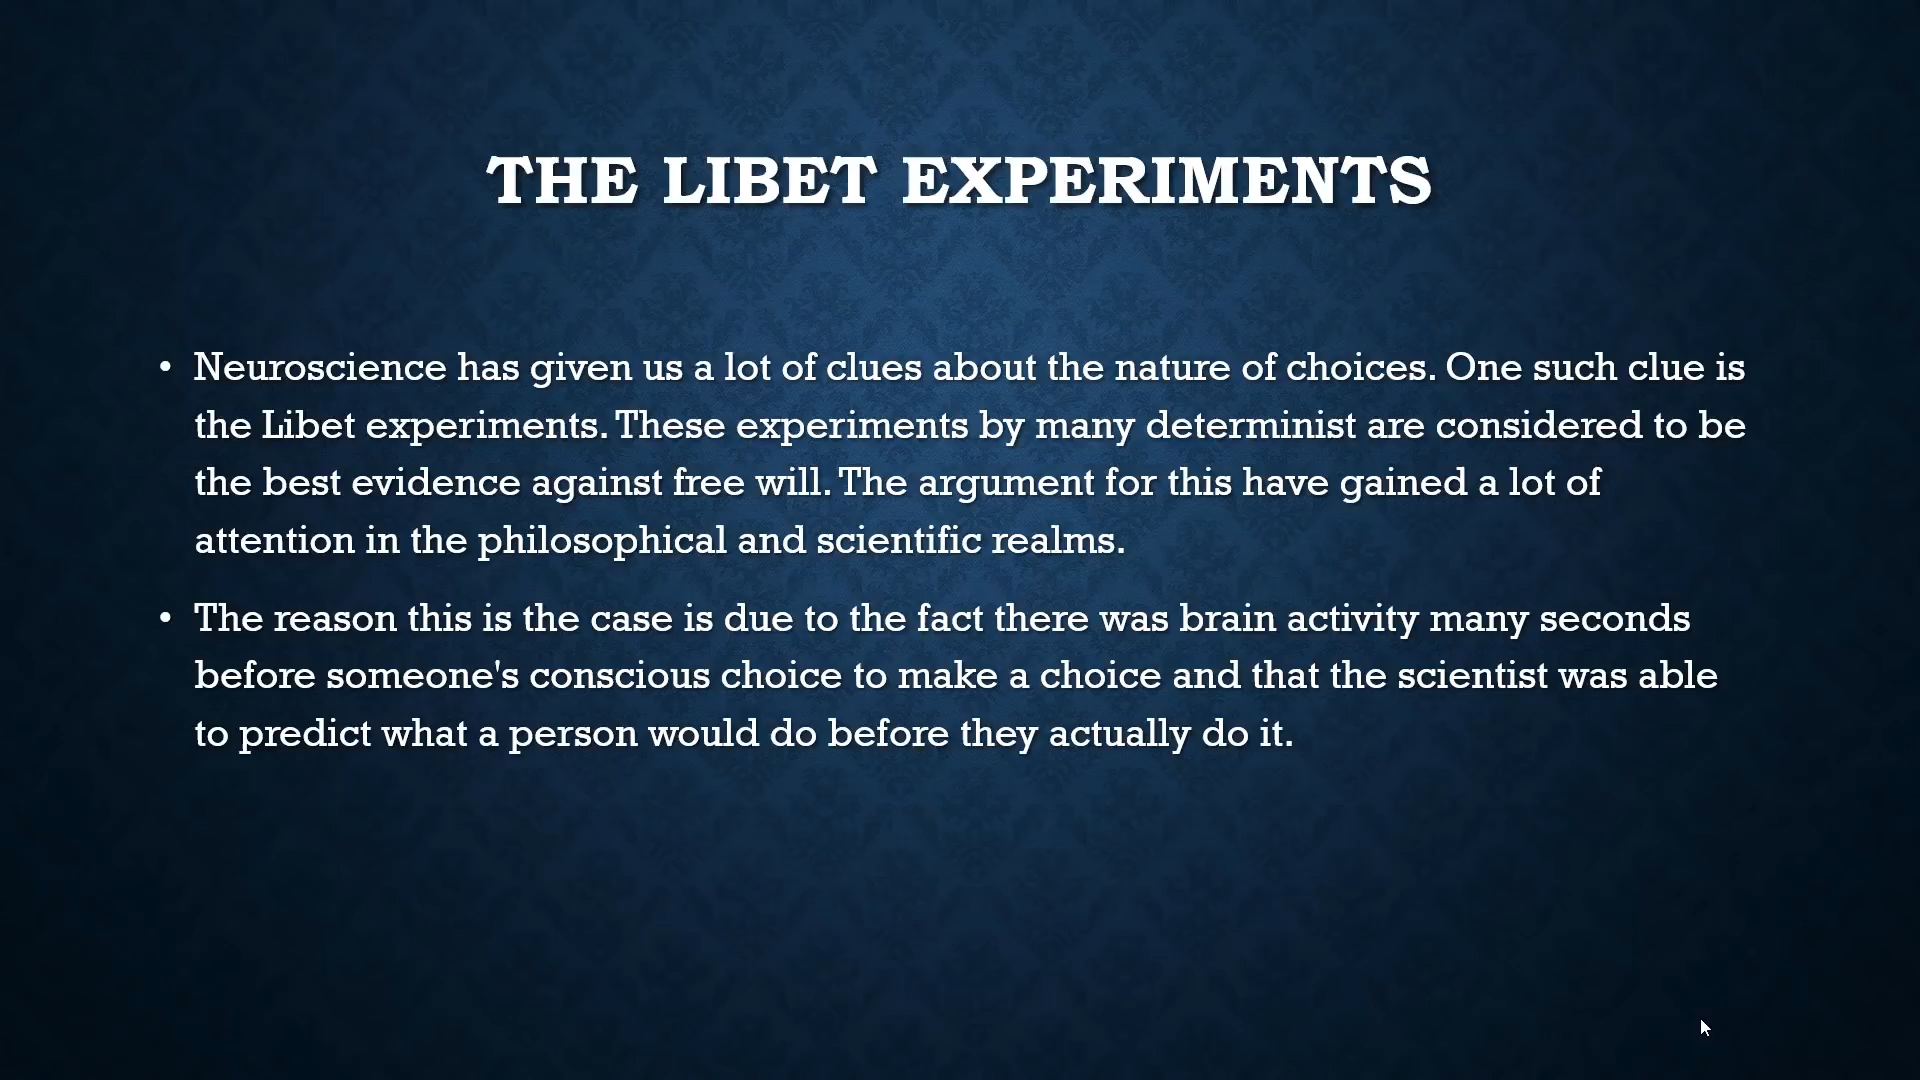 THE LIBET EXPERIMENTS
• Neuroscience has given us a lot of clues about the nature of choices. One such clue is
the Libet experiments. These experiments by many determinist are considered to be
the best evidence against free will. The argument for this have gained a lot of
attention in the philosophical and scientific realms.
• The reason this is the case is due to the fact there was brain activity many seconds
before someone's conscious choice to make a choice and that the scientist was able
to predict what a person would do before they actually do it.